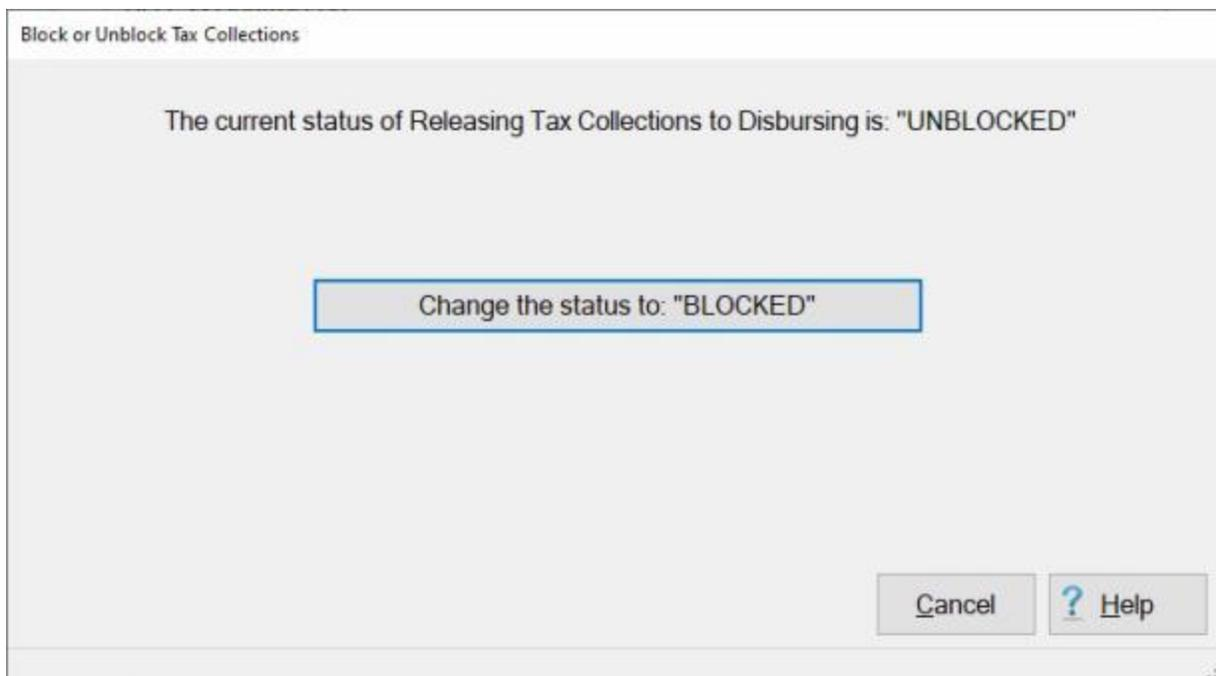 Block or Unblock Tax Collections
The current status of Releasing Tax Collections to Disbursing is: "UNBLOCKED"
Change the status to: "BLOCKED"
Cancel
? Help